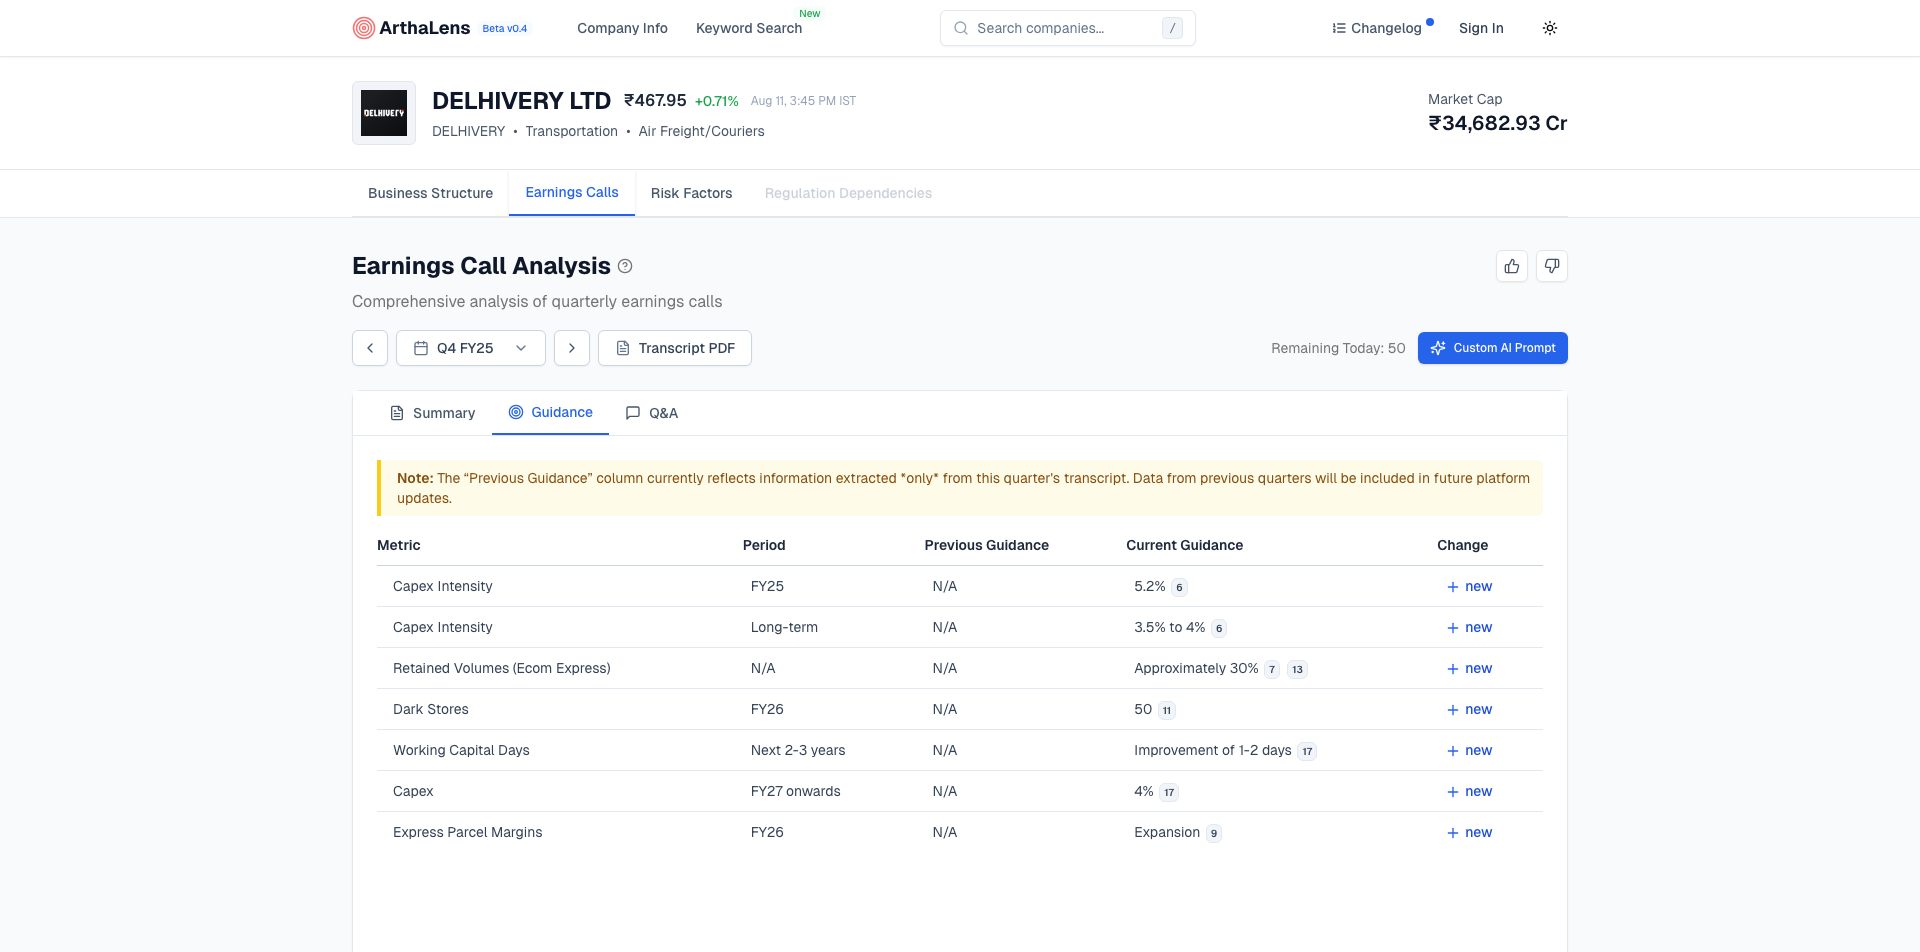 ArthaLens Beta v0.4 Company Info Keyword Search New Search companies... / Changelog Sign In
DELHIVERY
DELHIVERY LTD ₹467.95 +0.71% Aug 11, 3:45 PM IST
DELHIVERY • Transportation • Air Freight/Couriers
Market Cap
₹34,682.93 Cr
Business Structure Earnings Calls Risk Factors Regulation Dependencies
Earnings Call Analysis ?
Comprehensive analysis of quarterly earnings calls
Q4 FY25 Transcript PDF Remaining Today: 50 Custom AI Prompt
Summary Guidance Q&A
Note: The “Previous Guidance” column currently reflects information extracted *only* from this quarter's transcript. Data from previous quarters will be included in future platform
updates.
Metric Period Previous Guidance Current Guidance Change
Capex Intensity FY25 N/A 5.2% 6 + new
Capex Intensity Long-term N/A 3.5% to 4% 6 + new
Retained Volumes (Ecom Express) N/A N/A Approximately 30% 7 13 + new
Dark Stores FY26 N/A 50 11 + new
Working Capital Days Next 2-3 years N/A Improvement of 1-2 days 17 + new
Capex FY27 onwards N/A 4% 17 + new
Express Parcel Margins FY26 N/A Expansion 9 + new